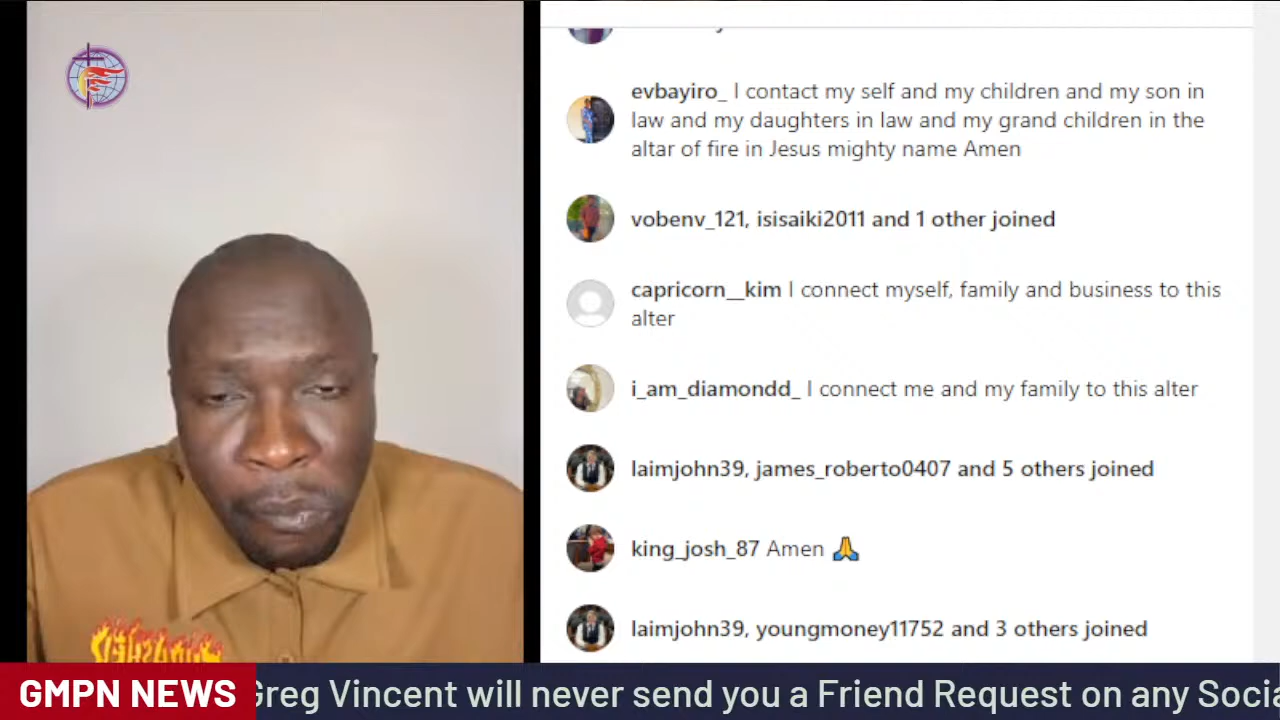 evbayiro_ I contact my self and my children and my son in
law and my daughters in law and my grand children in the
altar of fire in Jesus mighty name Amen
vobenv_121, isisaiki2011 and 1 other joined
capricorn__kim I connect myself, family and business to this
alter
i_am_diamondd_ I connect me and my family to this alter
laimjohn39, james_roberto0407 and 5 others joined
king_josh_87 Amen 🙏
laimjohn39, youngmoney11752 and 3 others joined
GMPN NEWS
Greg Vincent will never send you a Friend Request on any Socia